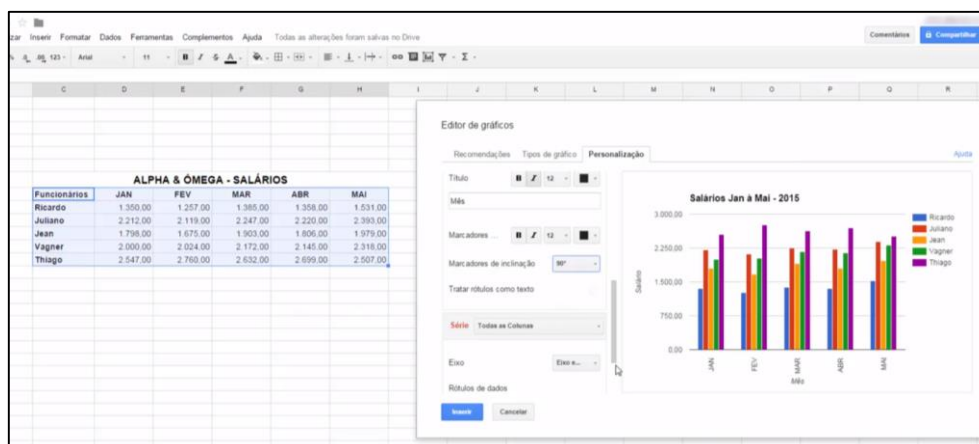 Inserir Formatar Dados Ferramentas Complementos Ajuda Todas as alterações foram salvas no Drive
Comentários Compartilhar
123 Arial 11 B I S A
C D E F G H I J K L M N O P Q R
Editor de gráficos
Recomendações Tipos de gráfico Personalização Ajuda
ALPHA & ÔMEGA - SALÁRIOS
Funcionários JAN FEV MAR ABR MAI
Ricardo 1.350,00 1.257,00 1.385,00 1.358,00 1.531,00
Juliano 2.212,00 2.119,00 2.247,00 2.220,00 2.393,00
Jean 1.798,00 1.675,00 1.903,00 1.806,00 1.979,00
Vagner 2.000,00 2.024,00 2.172,00 2.145,00 2.318,00
Thiago 2.547,00 2.760,00 2.632,00 2.699,00 2.507,00
Título B I 12
Mês
Marcadores ... B I 12
Marcadores de inclinação 90°
Tratar rótulos como texto
Série Todas as Colunas
Eixo Eixo e...
Rótulos de dados
Inserir Cancelar
Salários Jan à Mai - 2015
3.000,00
2.250,00
1.500,00
750,00
0,00
Salário
JAN FEV MAR ABR MAI
Mês
Ricardo
Juliano
Jean
Vagner
Thiago